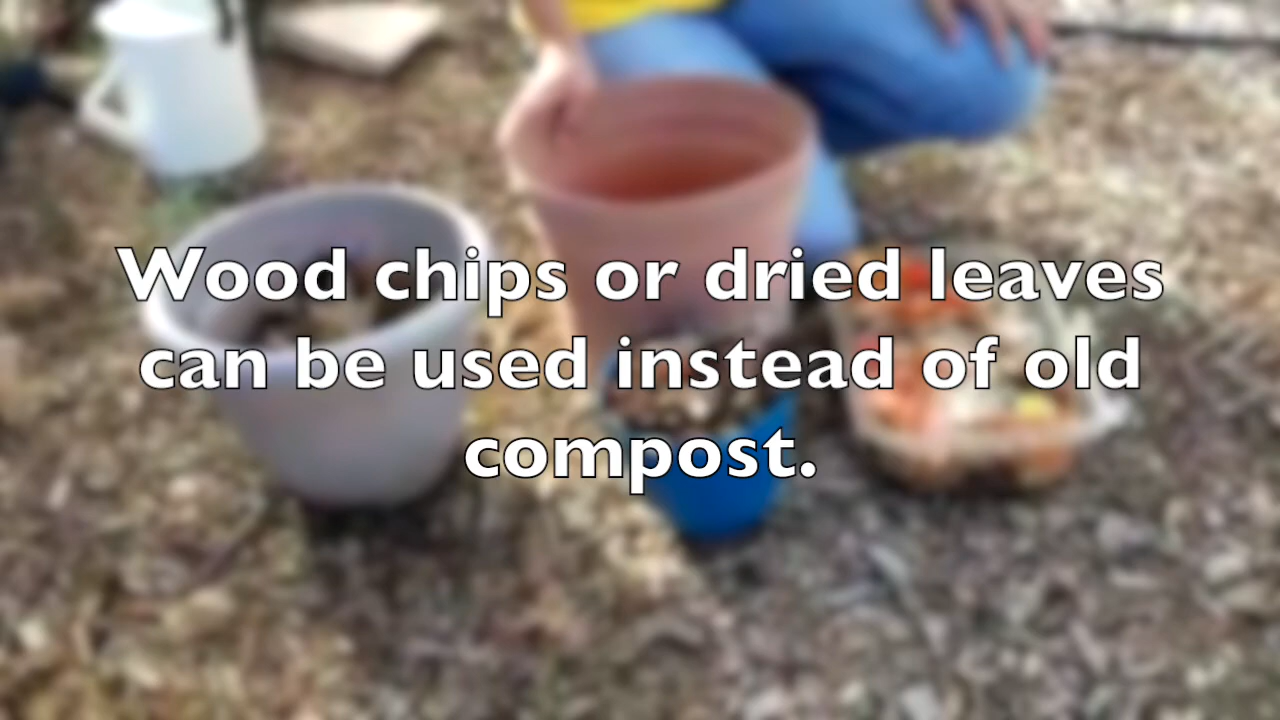 Wood chips or dried leaves
can be used instead of old
compost.